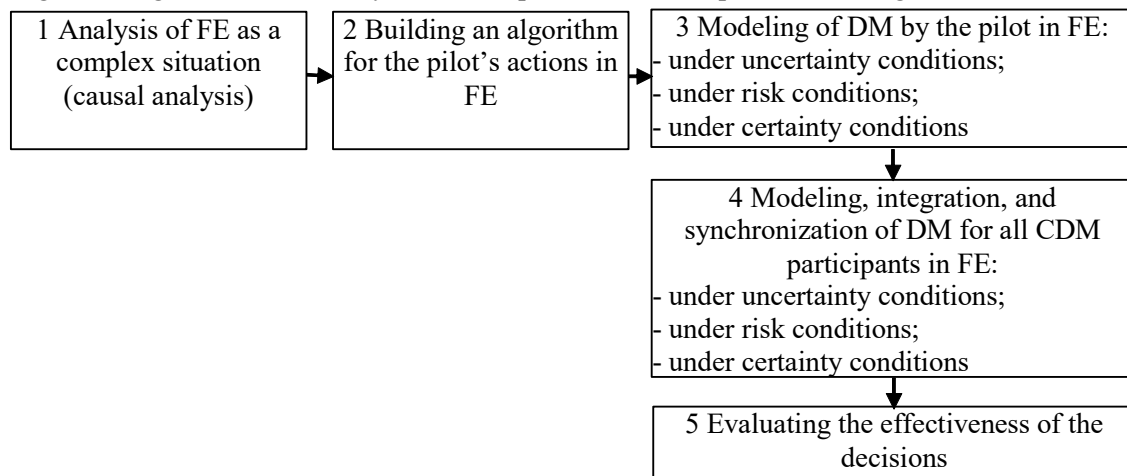 1 Analysis of FE as a
complex situation
(causal analysis)
2 Building an algorithm
for the pilot’s actions in
FE
3 Modeling of DM by the pilot in FE:
- under uncertainty conditions;
- under risk conditions;
- under certainty conditions
4 Modeling, integration, and
synchronization of DM for all CDM
participants in FE:
- under uncertainty conditions;
- under risk conditions;
- under certainty conditions
5 Evaluating the effectiveness of the
decisions